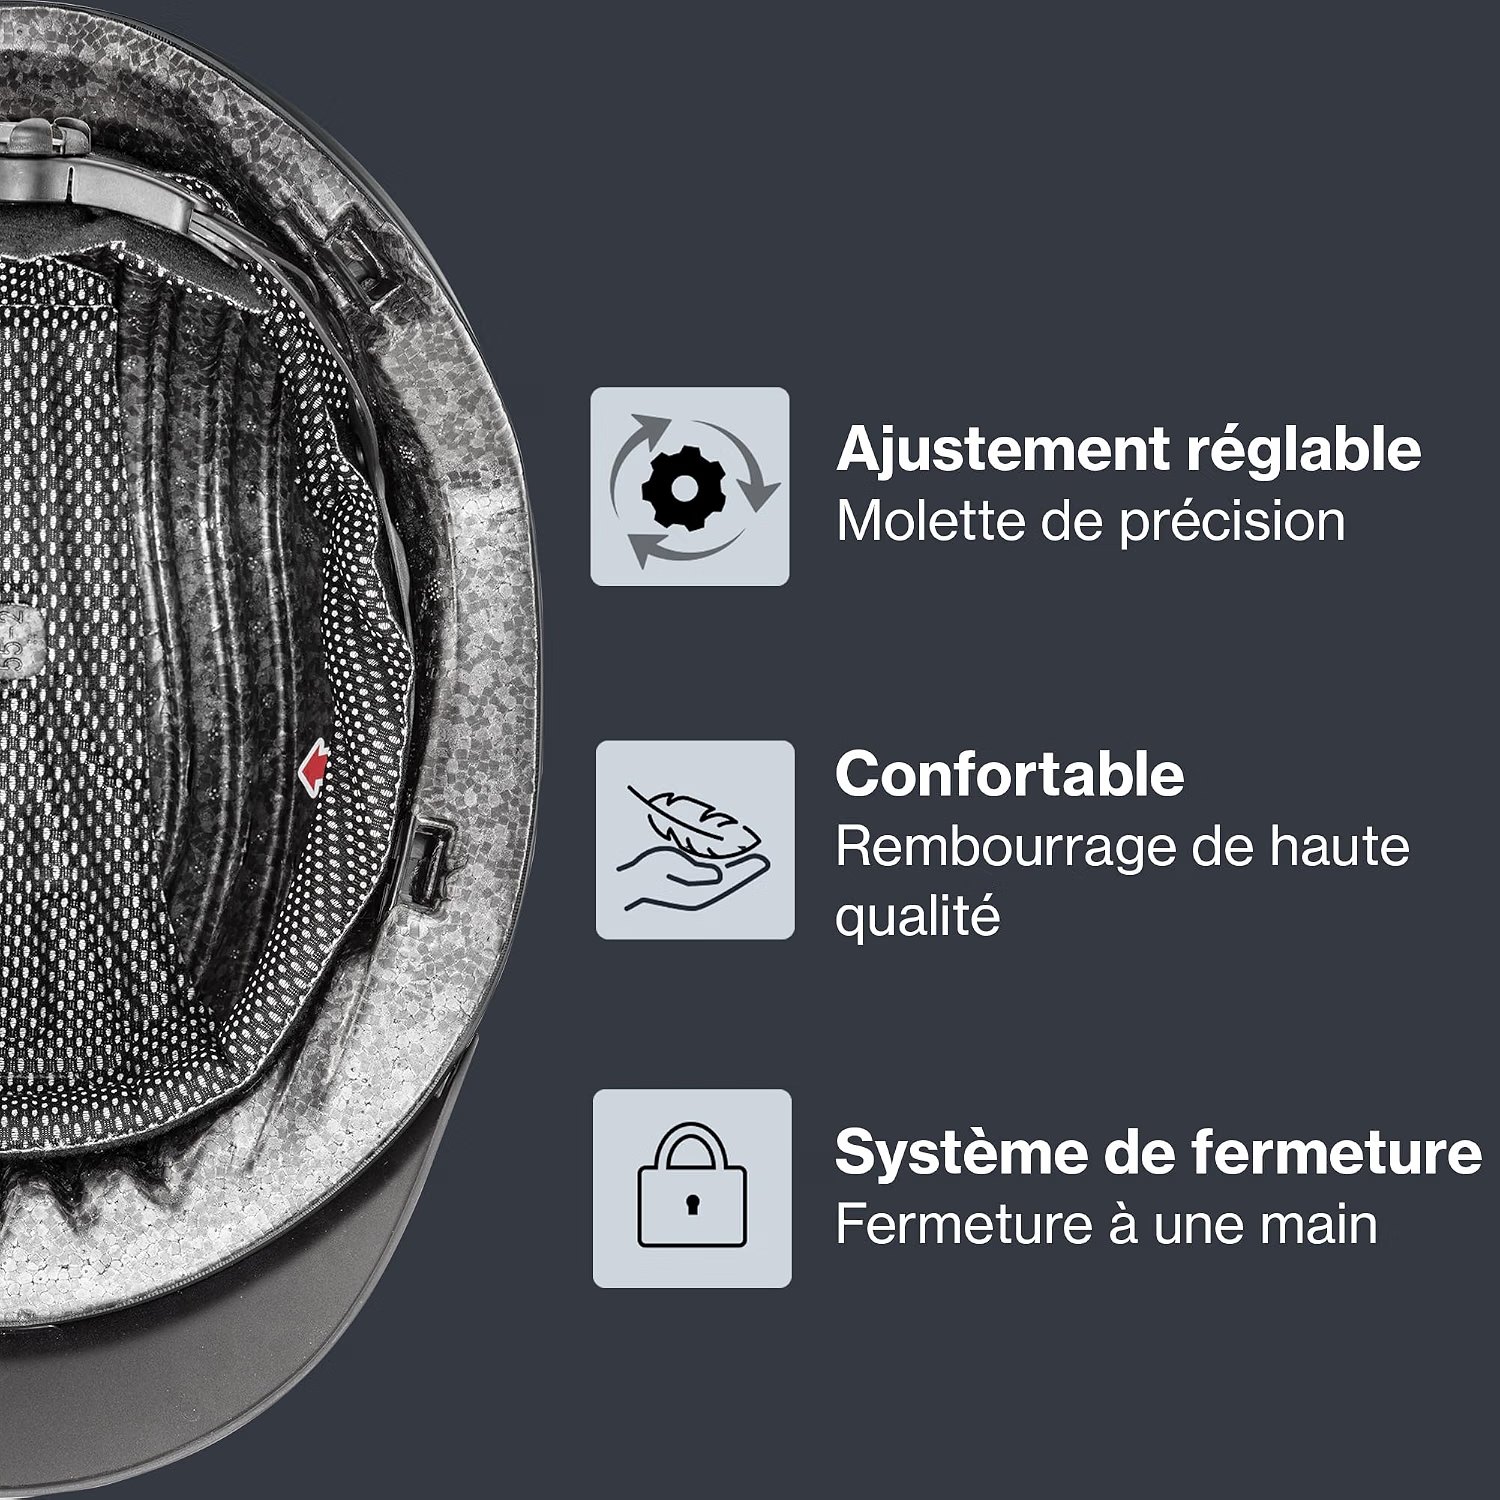 Ajustement réglable
Molette de précision
Confortable
Rembourrage de haute
qualité
Système de fermeture
Fermeture à une main